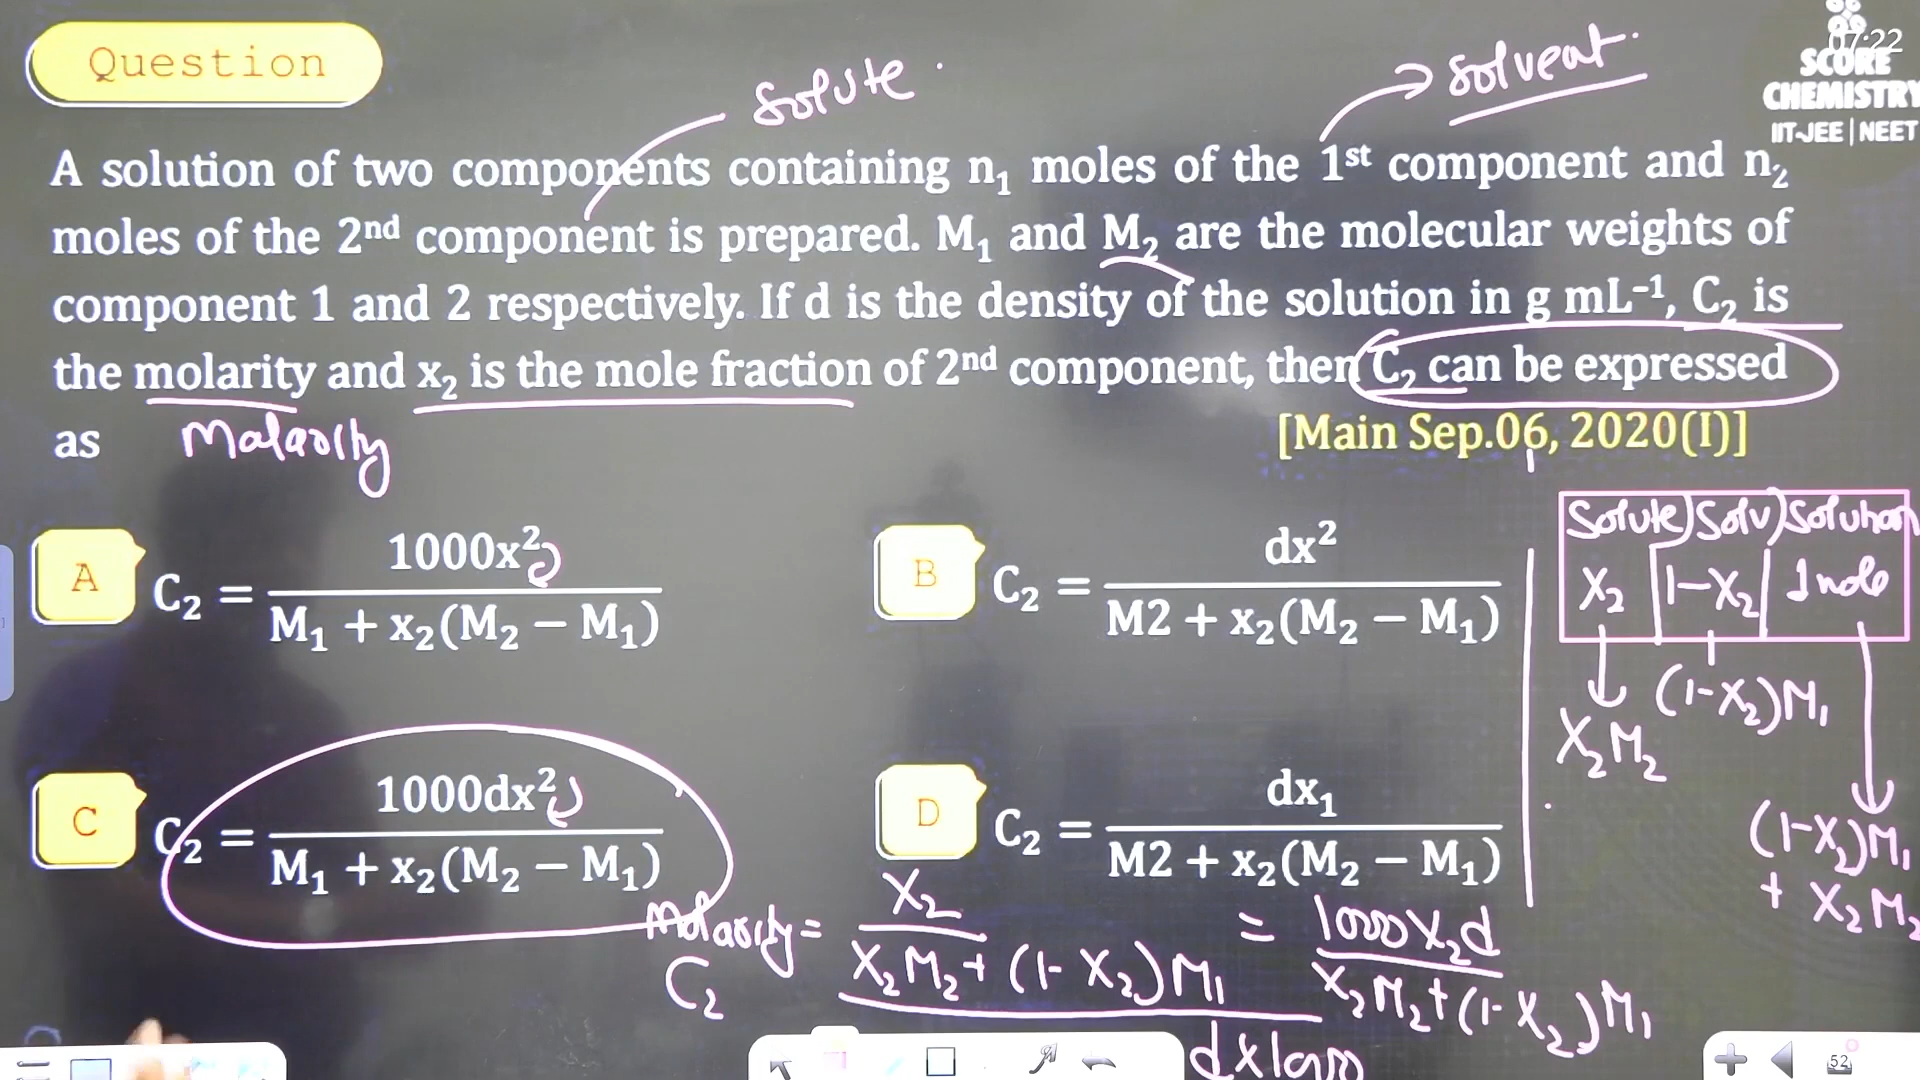 Question
solute
solvent
07:22
SCORE
CHEMISTRY
IIT-JEE | NEET
A solution of two components containing n₁ moles of the 1ˢᵗ component and n₂
moles of the 2ⁿᵈ component is prepared. M₁ and M₂ are the molecular weights of
component 1 and 2 respectively. If d is the density of the solution in g mL⁻¹, C₂ is
the molarity and x₂ is the mole fraction of 2ⁿᵈ component, then C₂ can be expressed
as
Molarity
[Main Sep.06, 2020(I)]
A C₂ = 1000x²₂ / M₁ + x₂(M₂ − M₁)
B C₂ = dx² / M2 + x₂(M₂ − M₁)
C C₂ = 1000dx²₂ / M₁ + x₂(M₂ − M₁)
D C₂ = dx₁ / M2 + x₂(M₂ − M₁)
Solute Solv Solution
X₂ 1-X₂ 1 mole
X₂M₂
(1-X₂)M₁
(1-X₂)M₁
+ X₂M₂
Molarity = X₂ / X₂M₂ + (1-X₂)M₁ = 1000X₂d / X₂M₂+(1-X₂)M₁
C₂
d×1000
52